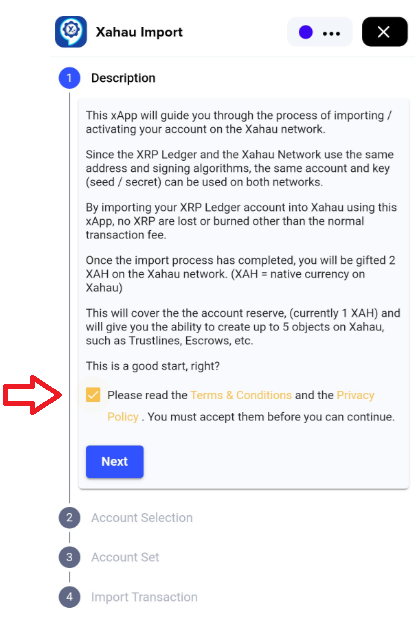 Xahau Import
1 Description
This xApp will guide you through the process of importing /
activating your account on the Xahau network.
Since the XRP Ledger and the Xahau Network use the same
address and signing algorithms, the same account and key
(seed / secret) can be used on both networks.
By importing your XRP Ledger account into Xahau using this
xApp, no XRP are lost or burned other than the normal
transaction fee.
Once the import process has completed, you will be gifted 2
XAH on the Xahau network. (XAH = native currency on
Xahau)
This will cover the the account reserve, (currently 1 XAH) and
will give you the ability to create up to 5 objects on Xahau,
such as Trustlines, Escrows, etc.
This is a good start, right?
Please read the Terms & Conditions and the Privacy
Policy . You must accept them before you can continue.
Next
2 Account Selection
3 Account Set
4 Import Transaction